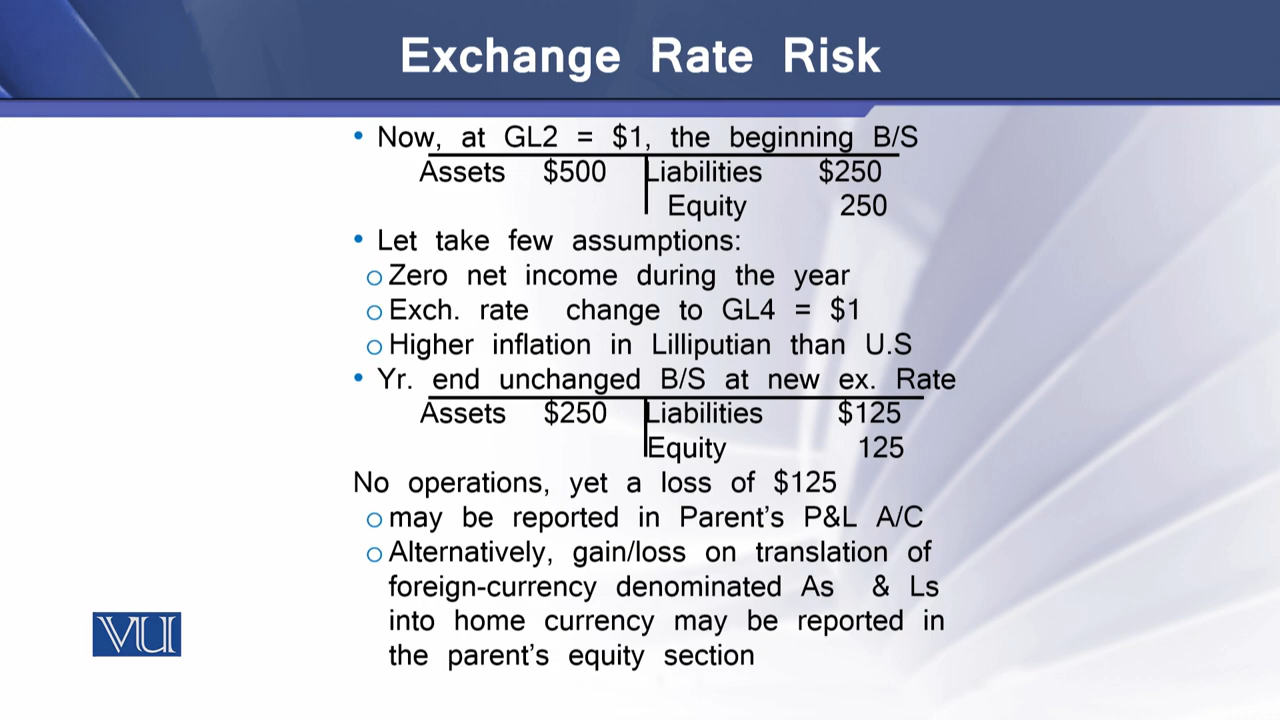 Exchange Rate Risk
• Now, at GL2 = $1, the beginning B/S
Assets $500 Liabilities $250
Equity 250
• Let take few assumptions:
o Zero net income during the year
o Exch. rate change to GL4 = $1
o Higher inflation in Lilliputian than U.S
• Yr. end unchanged B/S at new ex. Rate
Assets $250 Liabilities $125
Equity 125
No operations, yet a loss of $125
o may be reported in Parent's P&L A/C
o Alternatively, gain/loss on translation of
foreign-currency denominated As & Ls
into home currency may be reported in
the parent's equity section
VU